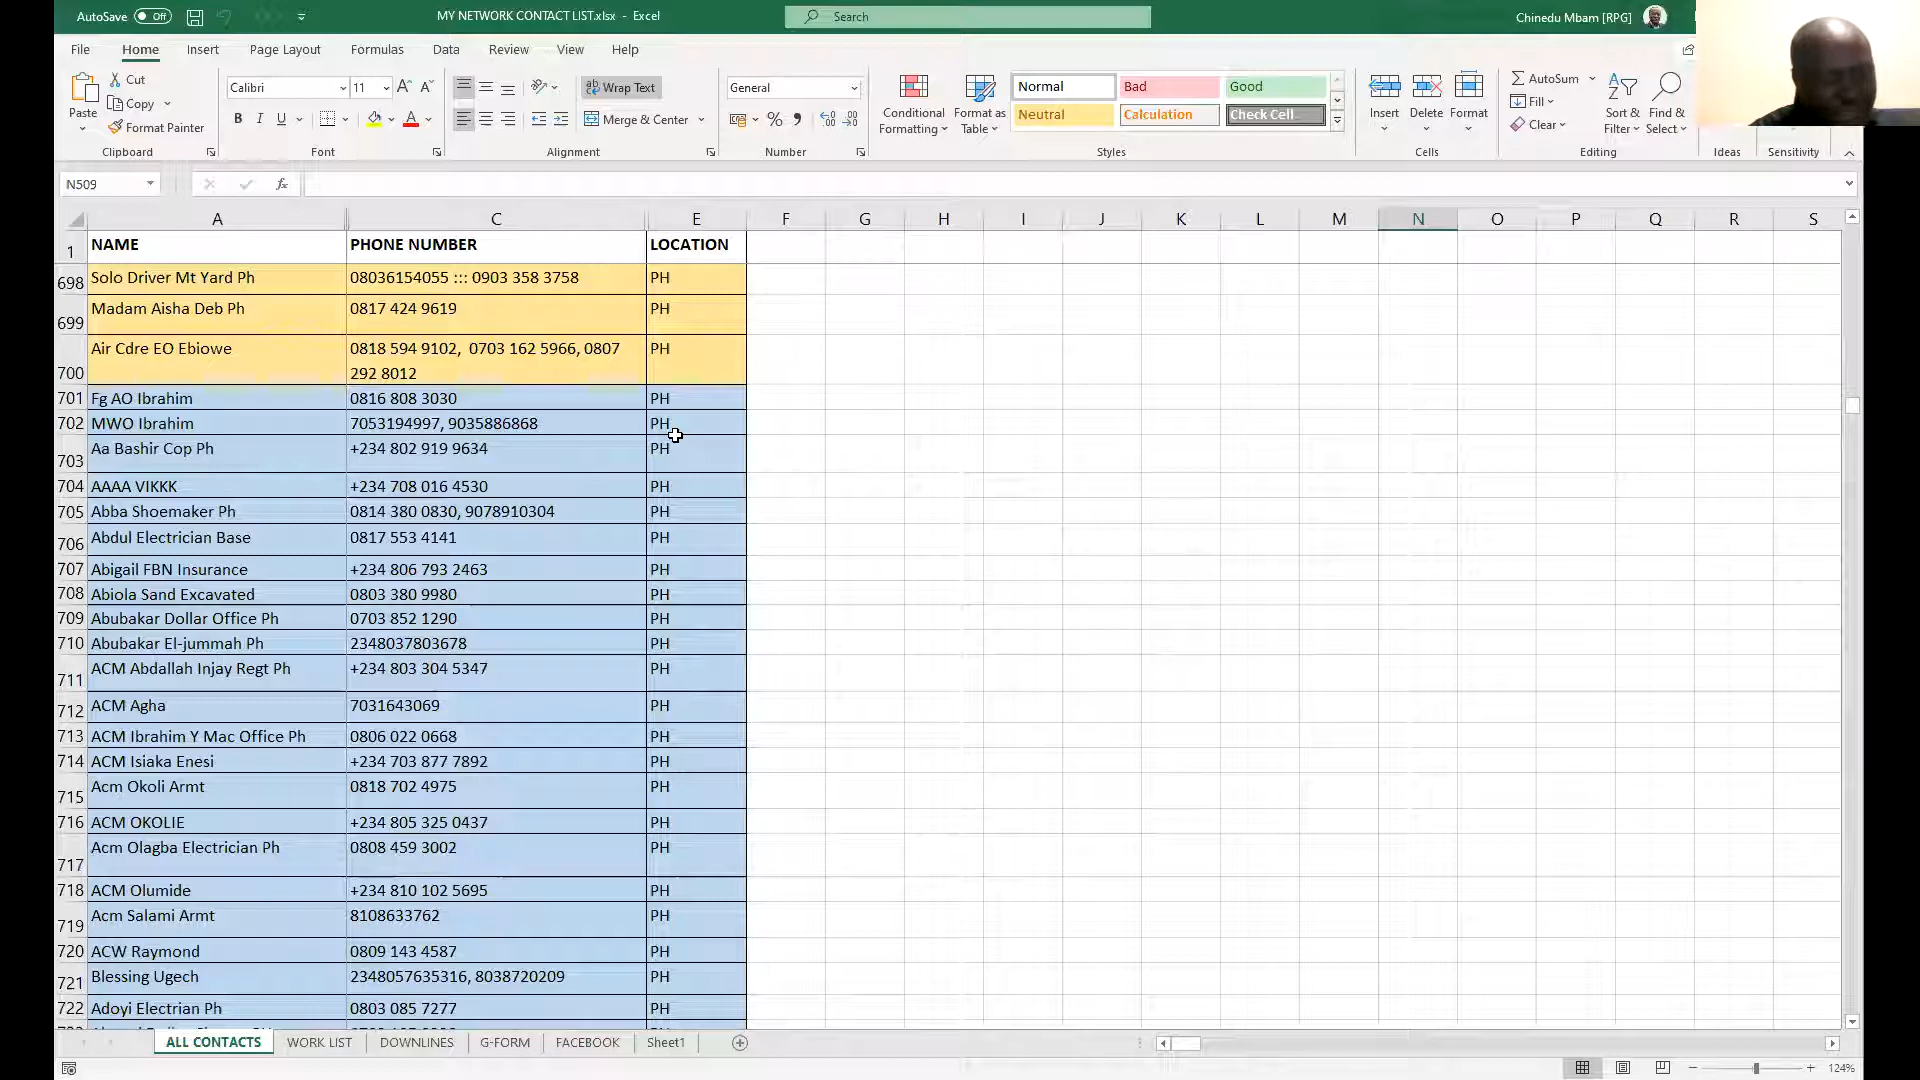 AutoSave Off
MY NETWORK CONTACT LIST.xlsx - Excel
Search
Chinedu Mbam [RPG]
File Home Insert Page Layout Formulas Data Review View Help
Paste
Cut
Copy
Format Painter
Clipboard
Calibri 11
B I U
Font
Wrap Text
Merge & Center
Alignment
General
Number
Conditional Formatting
Format as Table
Normal Bad Good
Neutral Calculation Check Cell
Styles
Insert Delete Format
Cells
AutoSum
Fill
Clear
Sort & Filter
Find & Select
Editing
Ideas
Sensitivity
N509
A C E F G H I J K L M N O P Q R S
1 NAME PHONE NUMBER LOCATION
698 Solo Driver Mt Yard Ph 08036154055 ::: 0903 358 3758 PH
699 Madam Aisha Deb Ph 0817 424 9619 PH
700 Air Cdre EO Ebiowe 0818 594 9102, 0703 162 5966, 0807 292 8012 PH
701 Fg AO Ibrahim 0816 808 3030 PH
702 MWO Ibrahim 7053194997, 9035886868 PH
703 Aa Bashir Cop Ph +234 802 919 9634 PH
704 AAAA VIKKK +234 708 016 4530 PH
705 Abba Shoemaker Ph 0814 380 0830, 9078910304 PH
706 Abdul Electrician Base 0817 553 4141 PH
707 Abigail FBN Insurance +234 806 793 2463 PH
708 Abiola Sand Excavated 0803 380 9980 PH
709 Abubakar Dollar Office Ph 0703 852 1290 PH
710 Abubakar El-jummah Ph 2348037803678 PH
711 ACM Abdallah Injay Regt Ph +234 803 304 5347 PH
712 ACM Agha 7031643069 PH
713 ACM Ibrahim Y Mac Office Ph 0806 022 0668 PH
714 ACM Isiaka Enesi +234 703 877 7892 PH
715 Acm Okoli Armt 0818 702 4975 PH
716 ACM OKOLIE +234 805 325 0437 PH
717 Acm Olagba Electrician Ph 0808 459 3002 PH
718 ACM Olumide +234 810 102 5695 PH
719 Acm Salami Armt 8108633762 PH
720 ACW Raymond 0809 143 4587 PH
721 Blessing Ugech 2348057635316, 8038720209 PH
722 Adoyi Electrian Ph 0803 085 7277 PH
ALL CONTACTS WORK LIST DOWNLINES G-FORM FACEBOOK Sheet1
124%